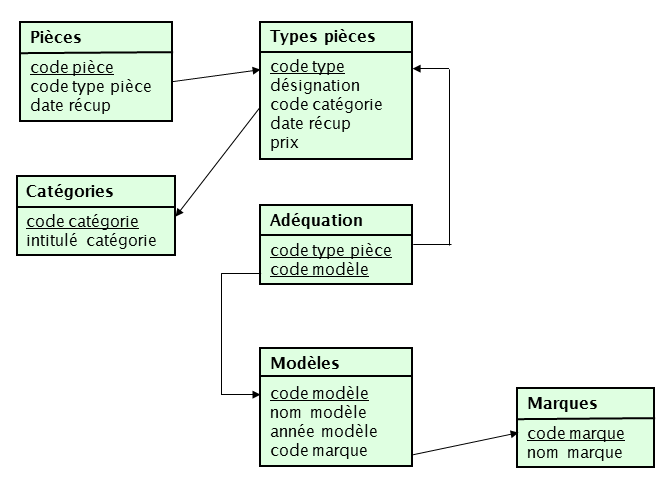 Pièces
code pièce
code type pièce
date récup
Types pièces
code type
désignation
code catégorie
date récup
prix
Catégories
code catégorie
intitulé catégorie
Adéquation
code type pièce
code modèle
Modèles
code modèle
nom modèle
année modèle
code marque
Marques
code marque
nom marque